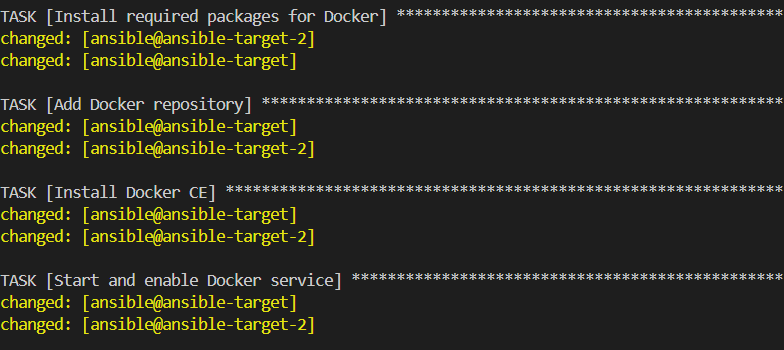 TASK [Install required packages for Docker] *******************************************
changed: [ansible@ansible-target-2]
changed: [ansible@ansible-target]
TASK [Add Docker repository] **********************************************************
changed: [ansible@ansible-target]
changed: [ansible@ansible-target-2]
TASK [Install Docker CE] **************************************************************
changed: [ansible@ansible-target]
changed: [ansible@ansible-target-2]
TASK [Start and enable Docker service] ************************************************
changed: [ansible@ansible-target]
changed: [ansible@ansible-target-2]